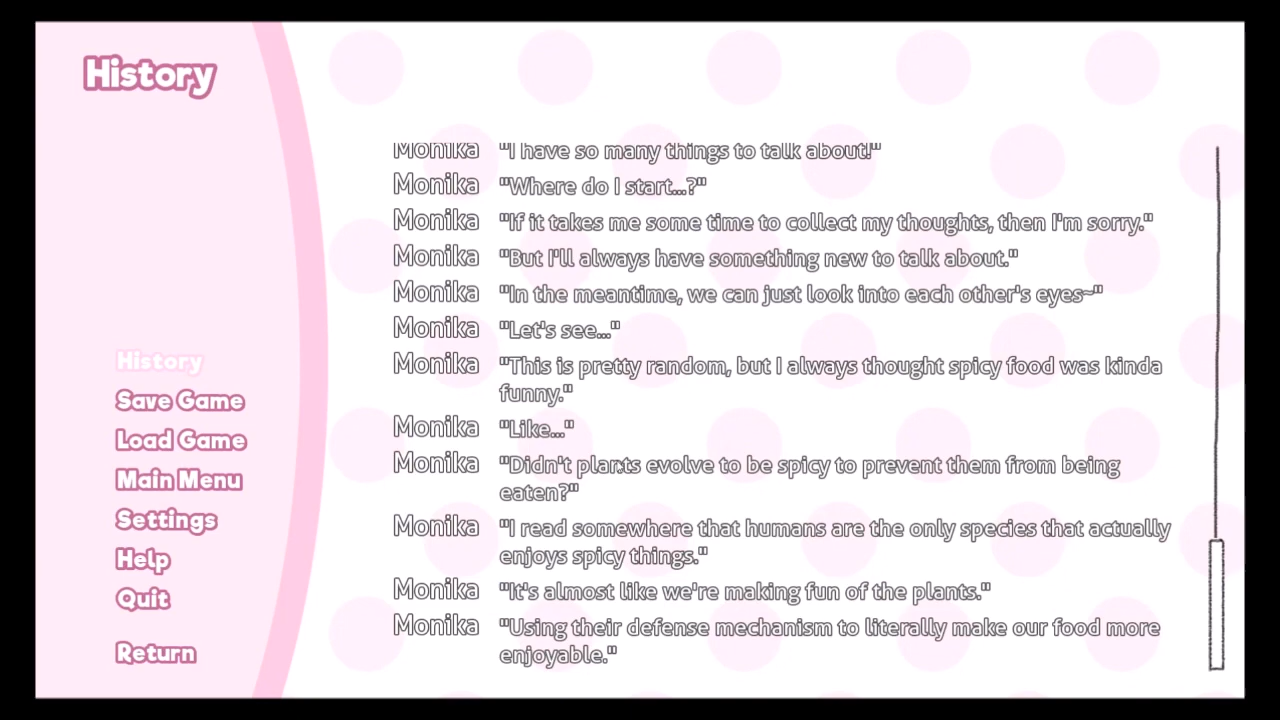 History
Monika "I have so many things to talk about!"
Monika "Where do I start...?"
Monika "If it takes me some time to collect my thoughts, then I'm sorry."
Monika "But I'll always have something new to talk about."
Monika "In the meantime, we can just look into each other's eyes~"
Monika "Let's see..."
Monika "This is pretty random, but I always thought spicy food was kinda
funny."
Monika "Like..."
Monika "Didn't plants evolve to be spicy to prevent them from being
eaten?"
Monika "I read somewhere that humans are the only species that actually
enjoys spicy things."
Monika "It's almost like we're making fun of the plants."
Monika "Using their defense mechanism to literally make our food more
enjoyable."
History
Save Game
Load Game
Main Menu
Settings
Help
Quit
Return